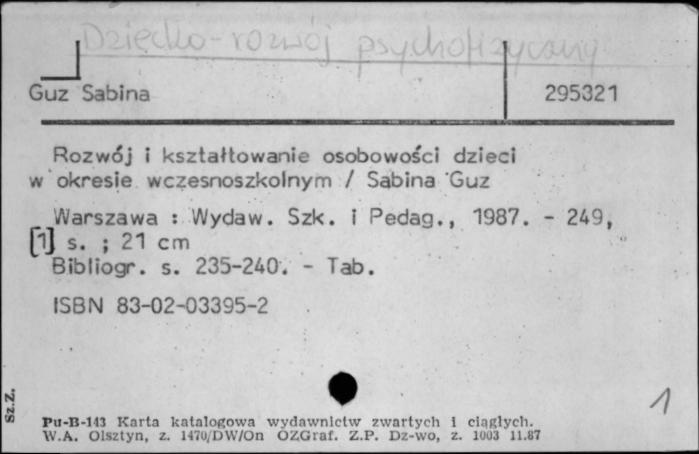 Dziecko - rozwój psychofizyczny
Guz Sabina 295321
Rozwój i kształtowanie osobowości dzieci
w okresie wczesnoszkolnym / Sabina Guz
Warszawa : Wydaw. Szk. i Pedag., 1987. - 249,
[1] s. ; 21 cm
Bibliogr. s. 235-240. - Tab.
ISBN 83-02-03395-2
1
Sz.Z.
Pu-B-143 Karta katalogowa wydawnictw zwartych i ciągłych.
W.A. Olsztyn, z. 1470/DW/On OZGraf. Z.P. Dz-wo, z. 1003 11.87